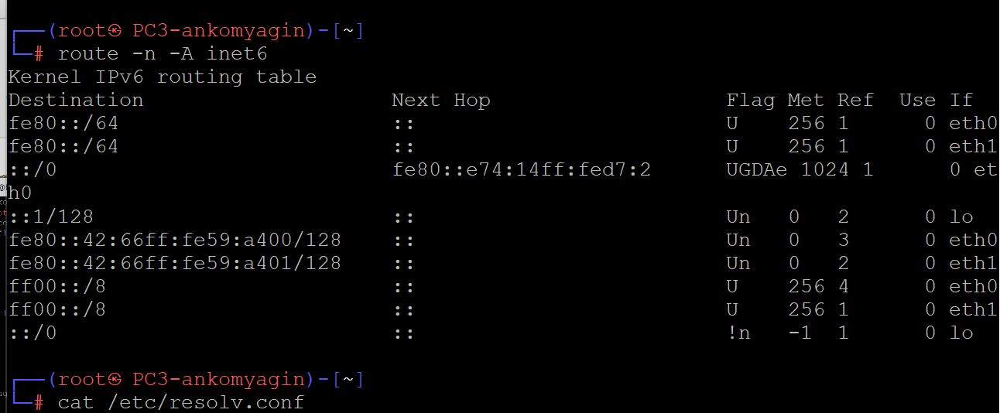 ┌──(root㉿ PC3-ankomyagin)-[~]
└─# route -n -A inet6
Kernel IPv6 routing table
Destination                    Next Hop                   Flag Met Ref  Use If
fe80::/64                      ::                         U    256 1      0 eth0
fe80::/64                      ::                         U    256 1      0 eth1
::/0                           fe80::e74:14ff:fed7:2      UGDAe 1024 1      0 et
h0
::1/128                        ::                         Un   0   2      0 lo
fe80::42:66ff:fe59:a400/128    ::                         Un   0   3      0 eth0
fe80::42:66ff:fe59:a401/128    ::                         Un   0   2      0 eth1
ff00::/8                       ::                         U    256 4      0 eth0
ff00::/8                       ::                         U    256 1      0 eth1
::/0                           ::                         !n   -1  1      0 lo
┌──(root㉿ PC3-ankomyagin)-[~]
└─# cat /etc/resolv.conf